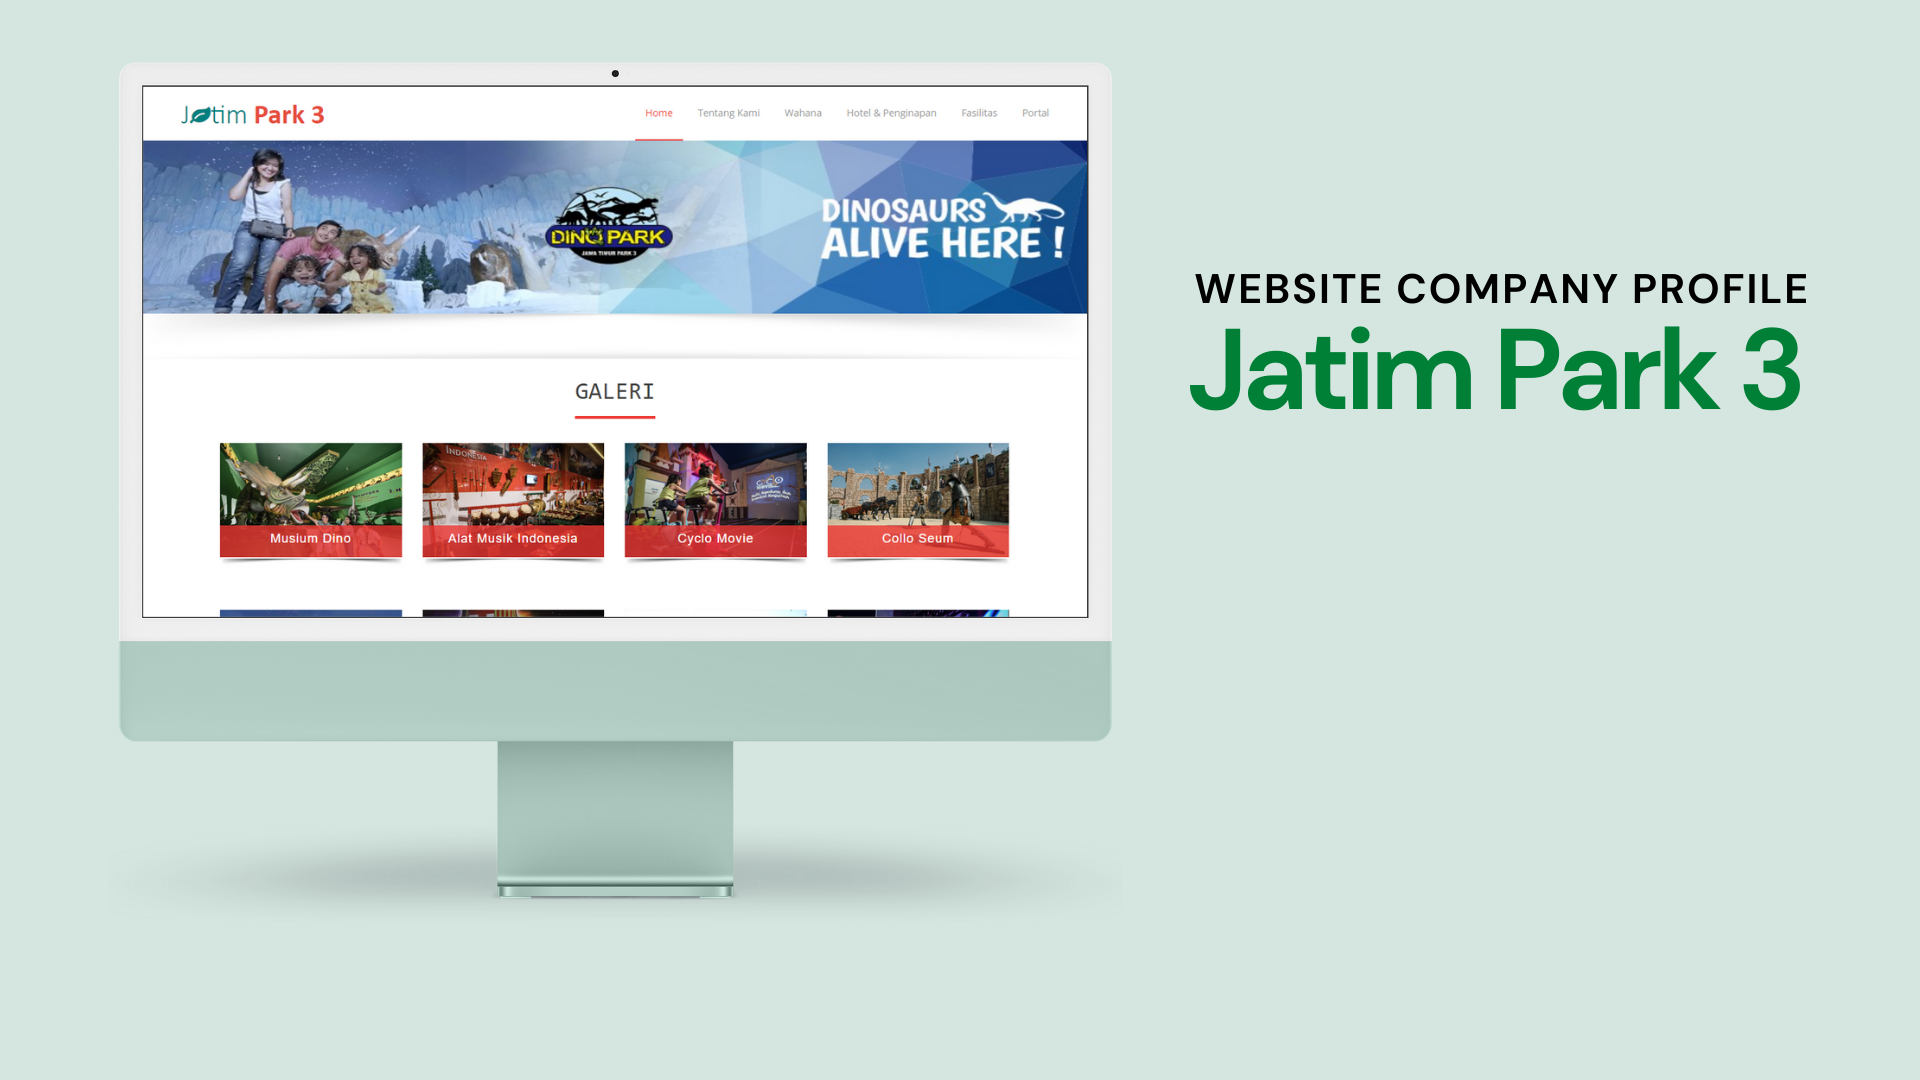 Jatim Park 3
Home Tentang Kami Wahana Hotel & Penginapan Fasilitas Portal
DINO PARK
JAWA TIMUR PARK 3
DINOSAURS
ALIVE HERE !
GALERI
INDONESIA
Musium Dino
Alat Musik Indonesia
Cyclo Movie
Collo Seum
WEBSITE COMPANY PROFILE
Jatim Park 3